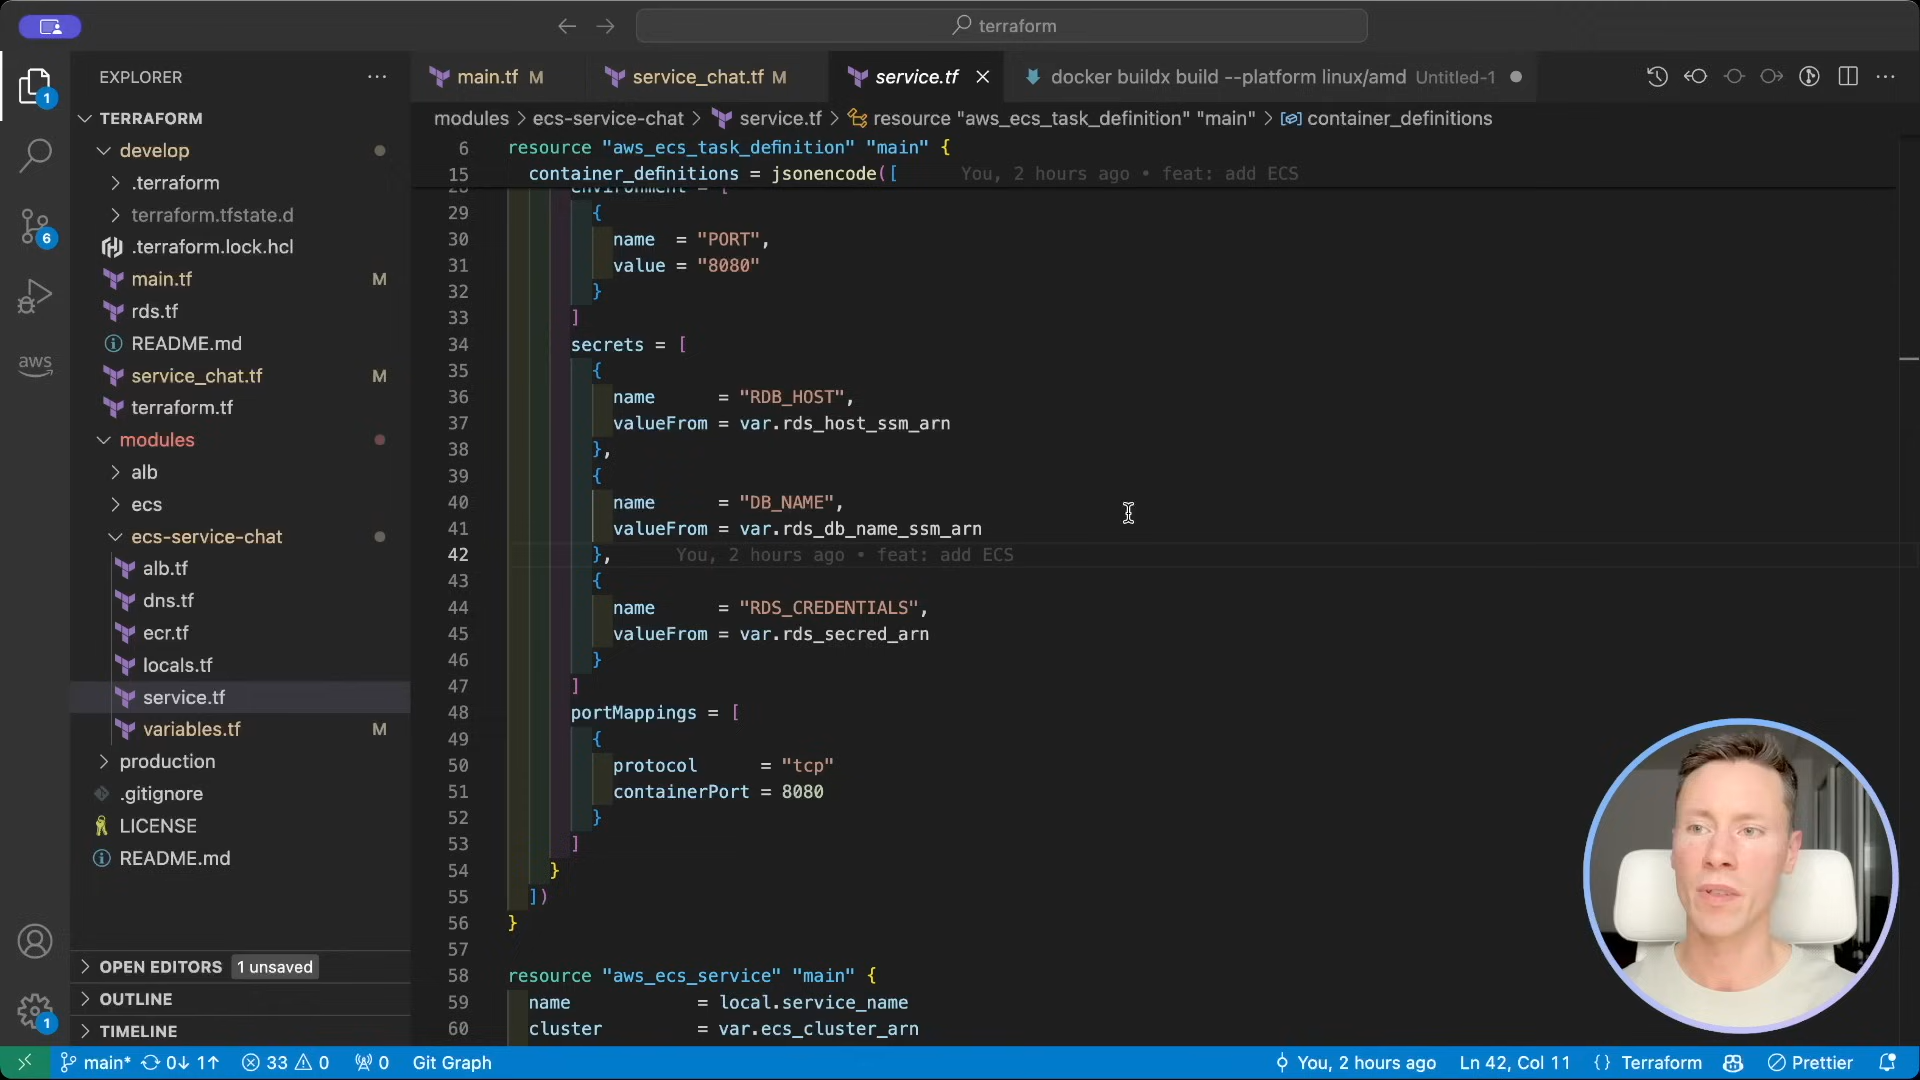 terraform
EXPLORER
main.tf M
service_chat.tf M
service.tf
docker buildx build --platform linux/amd Untitled-1
TERRAFORM
modules > ecs-service-chat > service.tf > resource "aws_ecs_task_definition" "main" > container_definitions
develop
.terraform
terraform.tfstate.d
.terraform.lock.hcl
main.tf M
rds.tf
README.md
service_chat.tf M
terraform.tf
modules
alb
ecs
ecs-service-chat
alb.tf
dns.tf
ecr.tf
locals.tf
service.tf
variables.tf M
production
.gitignore
LICENSE
README.md
OPEN EDITORS 1 unsaved
OUTLINE
TIMELINE
1
6
aws
1
6 resource "aws_ecs_task_definition" "main" {
15 container_definitions = jsonencode([ You, 2 hours ago • feat: add ECS
28 environment = [
29 {
30 name = "PORT",
31 value = "8080"
32 }
33 ]
34 secrets = [
35 {
36 name = "RDB_HOST",
37 valueFrom = var.rds_host_ssm_arn
38 },
39 {
40 name = "DB_NAME",
41 valueFrom = var.rds_db_name_ssm_arn
42 }, You, 2 hours ago • feat: add ECS
43 {
44 name = "RDS_CREDENTIALS",
45 valueFrom = var.rds_secred_arn
46 }
47 ]
48 portMappings = [
49 {
50 protocol = "tcp"
51 containerPort = 8080
52 }
53 ]
54 }
55 ])
56 }
57
58 resource "aws_ecs_service" "main" {
59 name = local.service_name
60 cluster = var.ecs_cluster_arn
main* 0↓ 1↑ 33 0 0 Git Graph You, 2 hours ago Ln 42, Col 11 {} Terraform Prettier